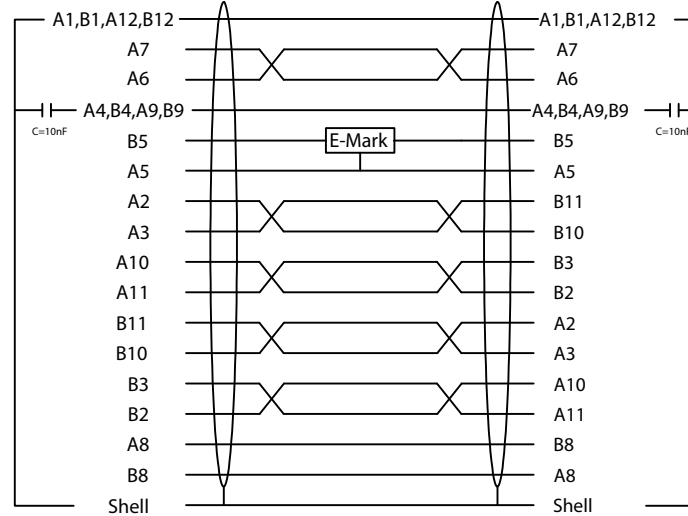 A1,B1,A12,B12 A1,B1,A12,B12
A7 A7
A6 A6
A4,B4,A9,B9 A4,B4,A9,B9
C=10nF C=10nF
B5 E-Mark B5
A5 A5
A2 B11
A3 B10
A10 B3
A11 B2
B11 A2
B10 A3
B3 A10
B2 A11
A8 B8
B8 A8
Shell Shell